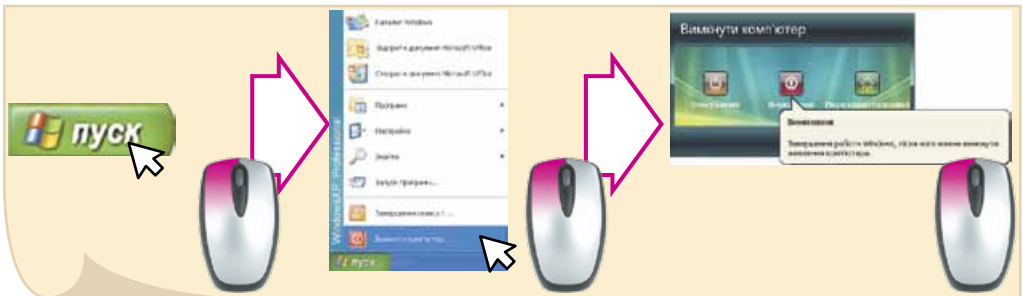 пуск
Каталог Windows
Відкрити документ Microsoft Office
Створити документ Microsoft Office
Програми
Настройка
Знайти
Запуск програм...
Завершення сеансу
Вимкнути комп'ютер...
Windows XP Professional
пуск
Вимкнути комп'ютер
Вимкнення
Завершення роботи Windows, після чого можна вимкнути
живлення комп'ютера.